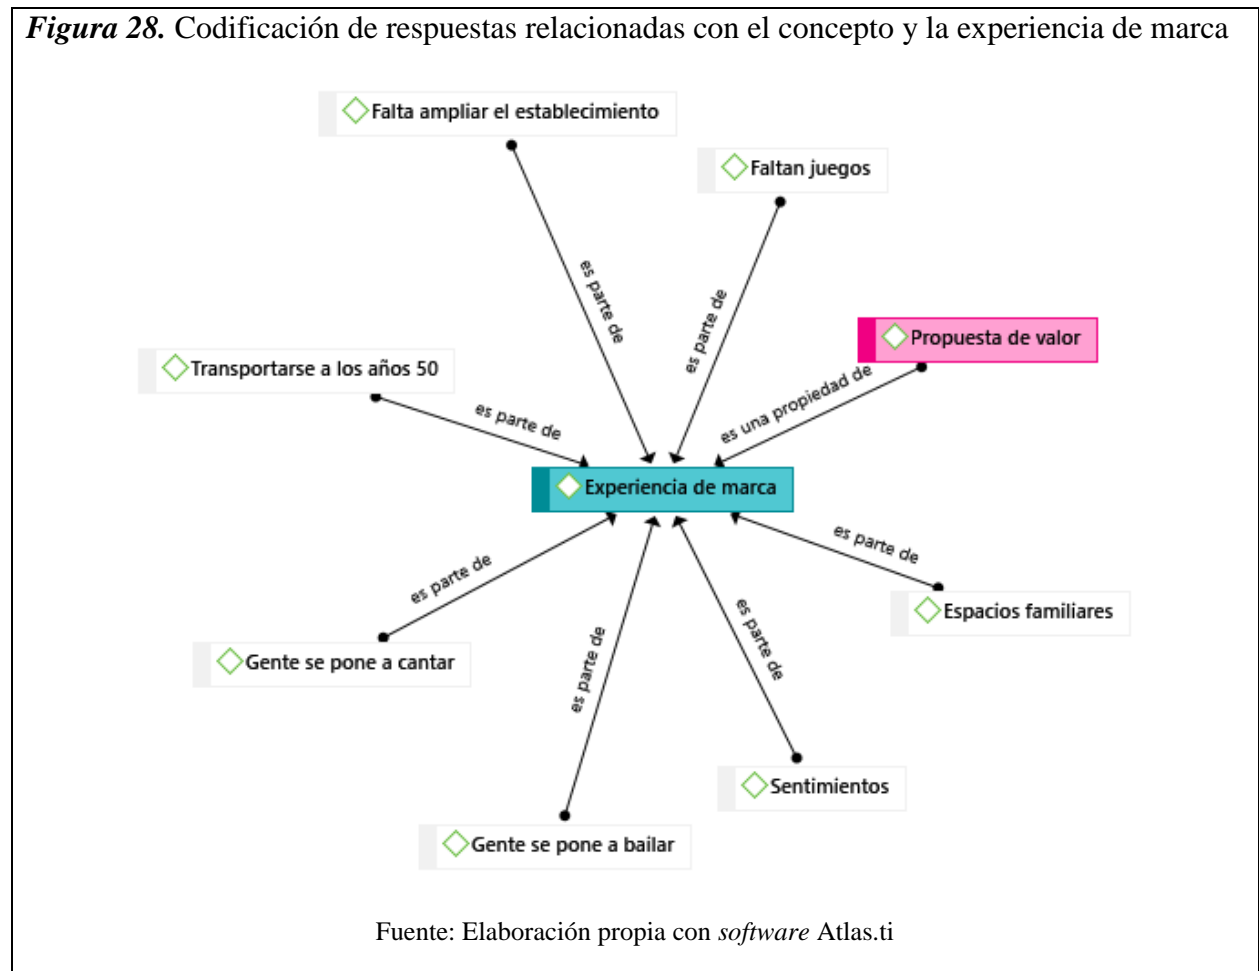 Figura 28. Codificación de respuestas relacionadas con el concepto y la experiencia de marca
Falta ampliar el establecimiento
Faltan juegos
es parte de
es parte de
Propuesta de valor
Transportarse a los años 50
es una propiedad de
es parte de
Experiencia de marca
es parte de
es parte de
Espacios familiares
es parte de
es parte de
Gente se pone a cantar
Sentimientos
Gente se pone a bailar
Fuente: Elaboración propia con software Atlas.ti